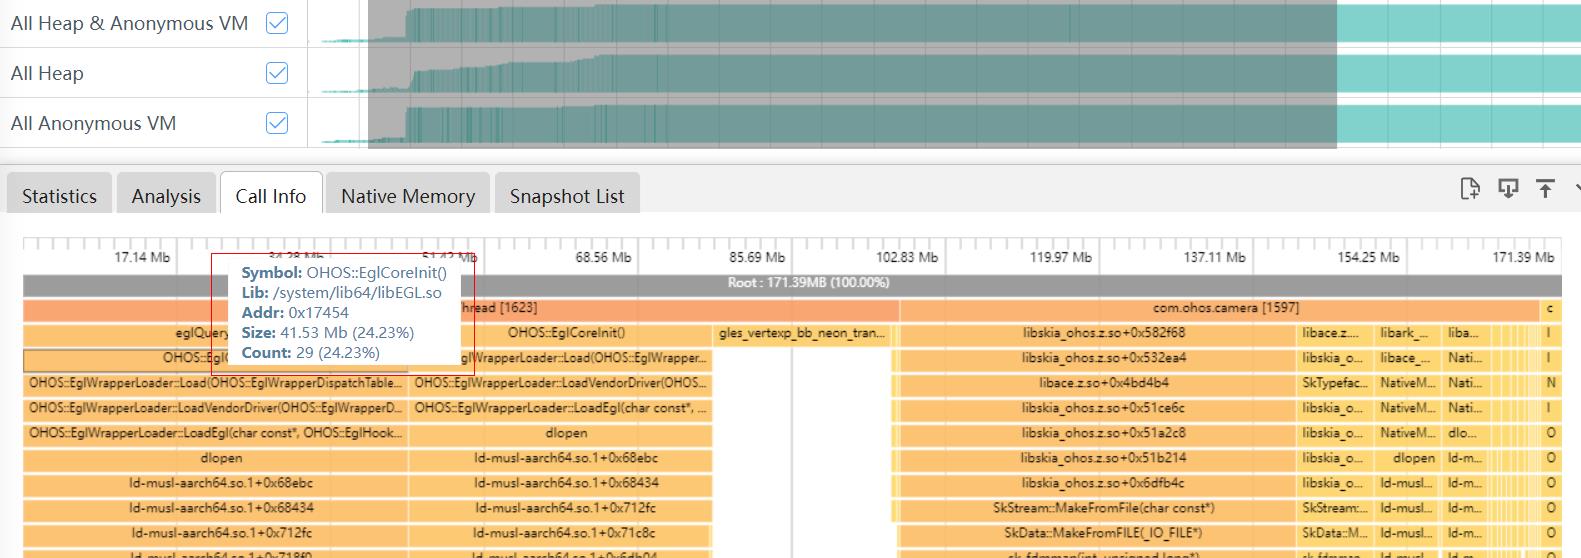 All Heap & Anonymous VM
All Heap
All Anonymous VM
Statistics Analysis Call Info Native Memory Snapshot List
17.14 Mb 34.28 Mb 51.42 Mb 68.56 Mb 85.69 Mb 102.83 Mb 119.97 Mb 137.11 Mb 154.25 Mb 171.39 Mb
Symbol: OHOS::EglCoreInit()
Lib: /system/lib64/libEGL.so
Addr: 0x17454
Size: 41.53 Mb (24.23%)
Count: 29 (24.23%)
Root : 171.39MB (100.00%)
hread [1623] com.ohos.camera [1597] c
eglQuery OHOS::EglCoreInit() gles_vertexp_bb_neon_tran... libskia_ohos.z.so+0x582f68 libace.z.... libark_... liba... I
OHOS::EglC glWrapperLoader::Load(OHOS::EglWrapper... libskia_ohos.z.so+0x532ea4 libskia_o... libace_... Nati... I
OHOS::EglWrapperLoader::Load(OHOS::EglWrapperDispatchTable... OHOS::EglWrapperLoader::LoadVendorDriver(OHOS... libace.z.so+0x4bd4b4 SkTypefac... NativeM... Nati... N
OHOS::EglWrapperLoader::LoadVendorDriver(OHOS::EglWrapperD... OHOS::EglWrapperLoader::LoadEgl(char const*, ... libskia_ohos.z.so+0x51ce6c libskia_o... NativeM... Nati... I
OHOS::EglWrapperLoader::LoadEgl(char const*, OHOS::EglHook... dlopen libskia_ohos.z.so+0x51a2c8 libskia_o... NativeM... dlo... O
dlopen ld-musl-aarch64.so.1+0x68ebc libskia_ohos.z.so+0x51b214 libskia_o... dlopen ld-m... O
ld-musl-aarch64.so.1+0x68ebc ld-musl-aarch64.so.1+0x68434 libskia_ohos.z.so+0x6dfb4c libskia_o... ld-musl... ld-m... O
ld-musl-aarch64.so.1+0x68434 ld-musl-aarch64.so.1+0x712fc SkStream::MakeFromFile(char const*) SkStream:... ld-musl... ld-m... O
ld-musl-aarch64.so.1+0x712fc ld-musl-aarch64.so.1+0x71c8c SkData::MakeFromFILE(_IO_FILE*) SkData::M... ld-musl... ld-m... O